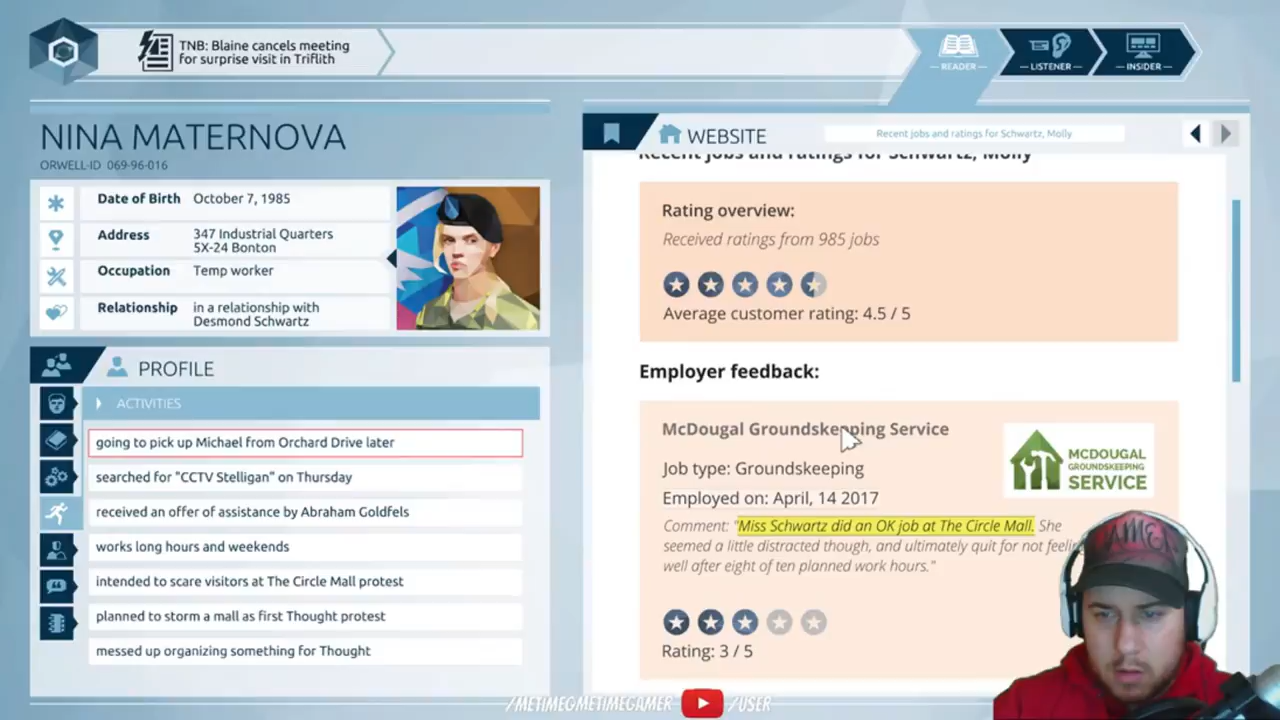 TNB: Blaine cancels meeting
for surprise visit in Triflith
READER
LISTENER
INSIDER
NINA MATERNOVA
ORWELL-ID 069-96-016
Date of Birth October 7, 1985
Address 347 Industrial Quarters
5X-24 Bonton
Occupation Temp worker
Relationship in a relationship with
Desmond Schwartz
PROFILE
ACTIVITIES
going to pick up Michael from Orchard Drive later
searched for "CCTV Stelligan" on Thursday
received an offer of assistance by Abraham Goldfels
works long hours and weekends
intended to scare visitors at The Circle Mall protest
planned to storm a mall as first Thought protest
messed up organizing something for Thought
WEBSITE
Recent jobs and ratings for Schwartz, Molly
Recent jobs and ratings for Schwartz, Molly
Rating overview:
Received ratings from 985 jobs
Average customer rating: 4.5 / 5
Employer feedback:
McDougal Groundskeeping Service
MCDOUGAL
GROUNDSKEEPING
SERVICE
Job type: Groundskeeping
Employed on: April, 14 2017
Comment: "Miss Schwartz did an OK job at The Circle Mall. She
seemed a little distracted though, and ultimately quit for not feeling
well after eight of ten planned work hours."
Rating: 3 / 5
/METIMEGMETIMEGAMER
/USER